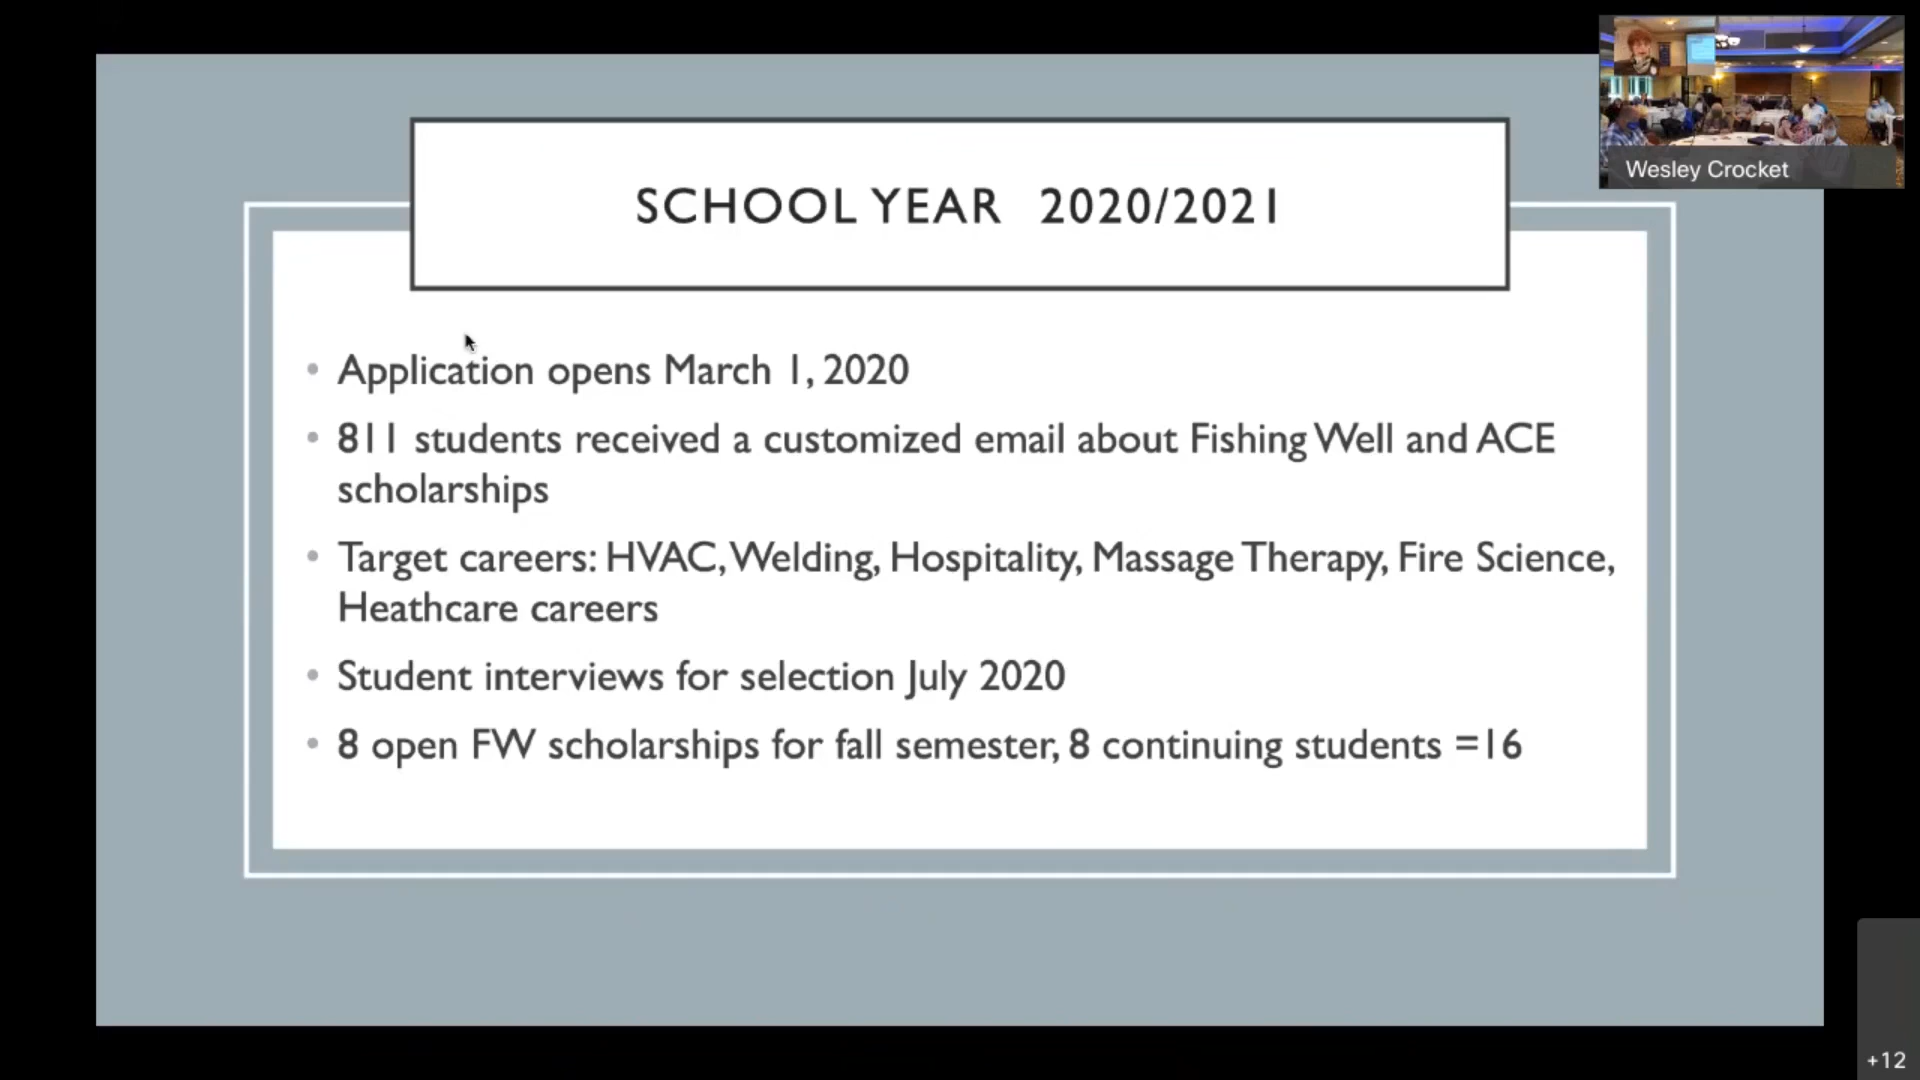 Wesley Crocket
SCHOOL YEAR 2020/2021
• Application opens March 1, 2020
• 811 students received a customized email about Fishing Well and ACE
scholarships
• Target careers: HVAC, Welding, Hospitality, Massage Therapy, Fire Science,
Heathcare careers
• Student interviews for selection July 2020
• 8 open FW scholarships for fall semester, 8 continuing students =16
+12